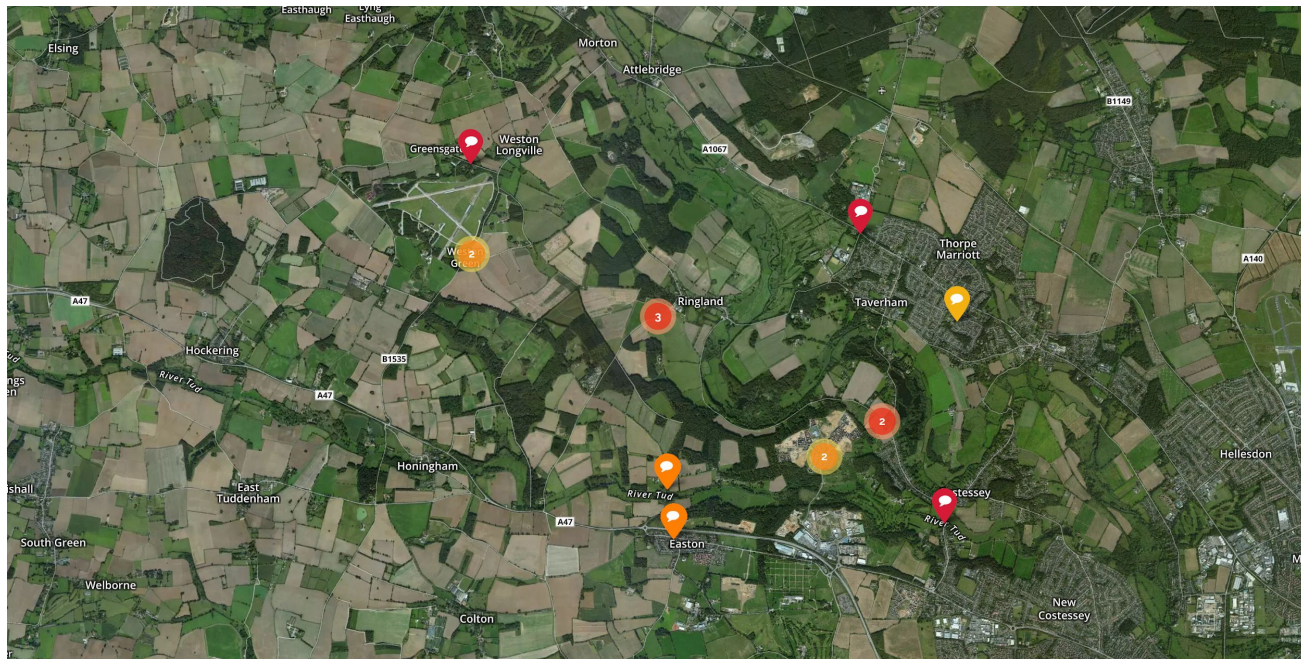 Easthaugh
Lyng
Easthaugh
Elsing
Morton
Attlebridge
B1149
Greensgate
Weston
Longville
A1067
Thorpe
Marriott
Weston
Green
2
A140
A47
Ringland
Taverham
3
Hockering
B1535
River Tud
A47
2
2
Honingham
Hellesdon
East
Tuddenham
River Tud
Costessey
A47
River Tud
South Green
Easton
Welborne
New
Costessey
Colton